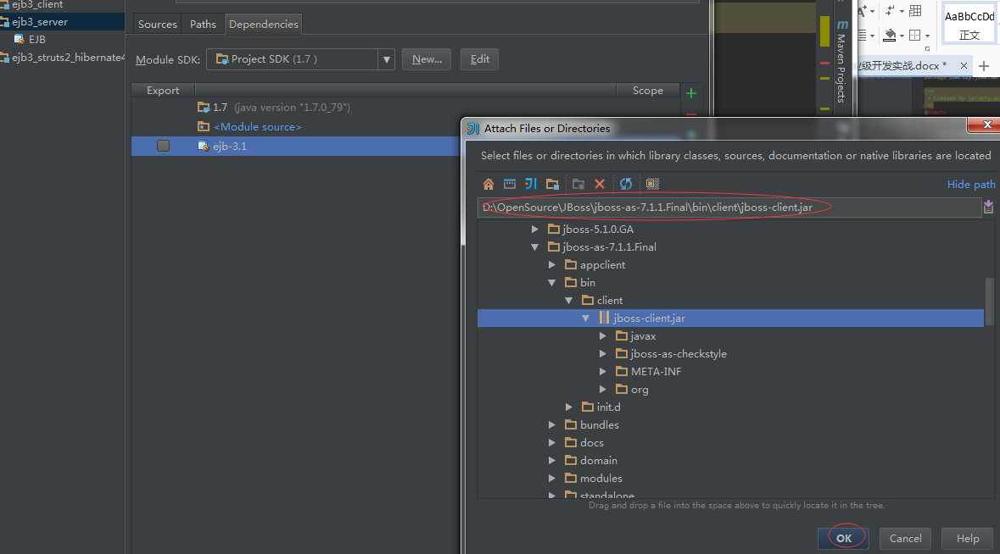 ejb3_client
ejb3_server
EJB
ejb3_struts2_hibernate4
Sources
Paths
Dependencies
Module SDK:
Project SDK (1.7 )
New...
Edit
Export
Scope
1.7 (java version "1.7.0_79")
<Module source>
ejb-3.1
Maven Projects
AaBbCcDd
正文
级开发实战.docx *
Attach Files or Directories
Select files or directories in which library classes, sources, documentation or native libraries are located
Hide path
D:\OpenSource\JBoss\jboss-as-7.1.1.Final\bin\client\jboss-client.jar
jboss-5.1.0.GA
jboss-as-7.1.1.Final
appclient
bin
client
jboss-client.jar
javax
jboss-as-checkstyle
META-INF
org
init.d
bundles
docs
domain
modules
standalone
Drag and drop a file into the space above to quickly locate it in the tree.
OK
Cancel
Help